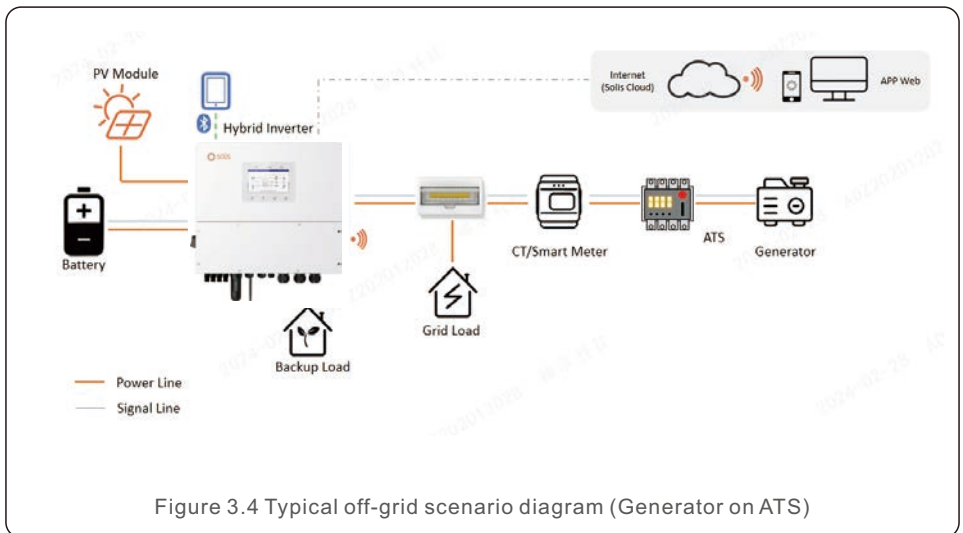 PV Module
Hybrid Inverter
Internet
(Solis Cloud)
APP Web
solis
Battery
CT/Smart Meter
ATS
Generator
Grid Load
Backup Load
Power Line
Signal Line
Figure 3.4 Typical off-grid scenario diagram (Generator on ATS)